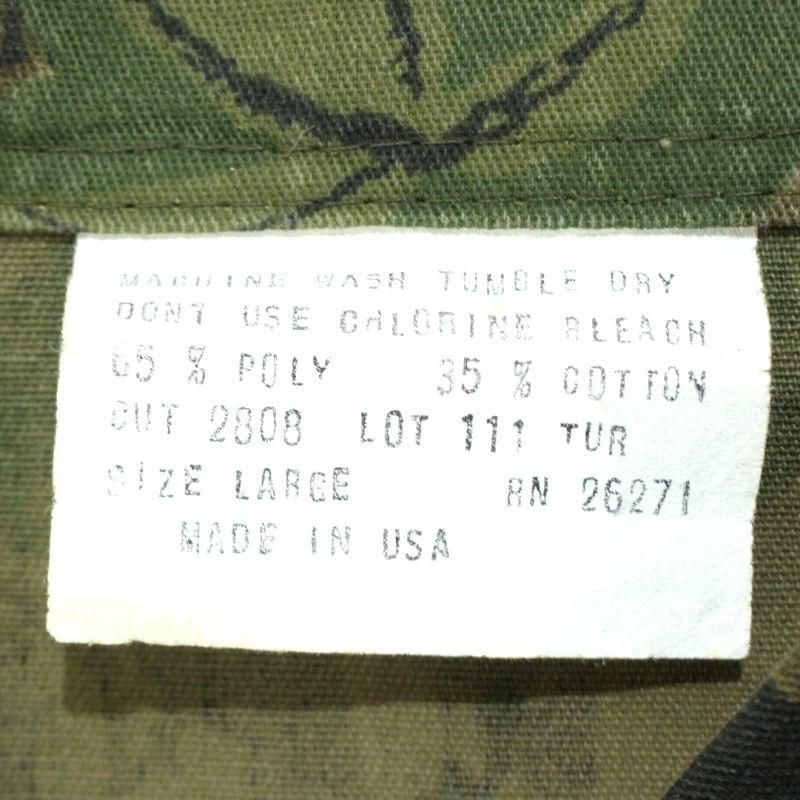 MACHINE WASH TUMBLE DRY
DONT USE CHLORINE BLEACH
65 % POLY 35 % COTTON
CUT 2808 LOT 111 TUR
SIZE LARGE RN 26271
MADE IN USA